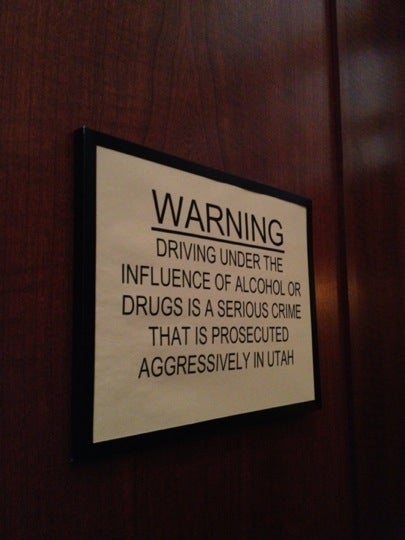 WARNING
DRIVING UNDER THE
INFLUENCE OF ALCOHOL OR
DRUGS IS A SERIOUS CRIME
THAT IS PROSECUTED
AGGRESSIVELY IN UTAH